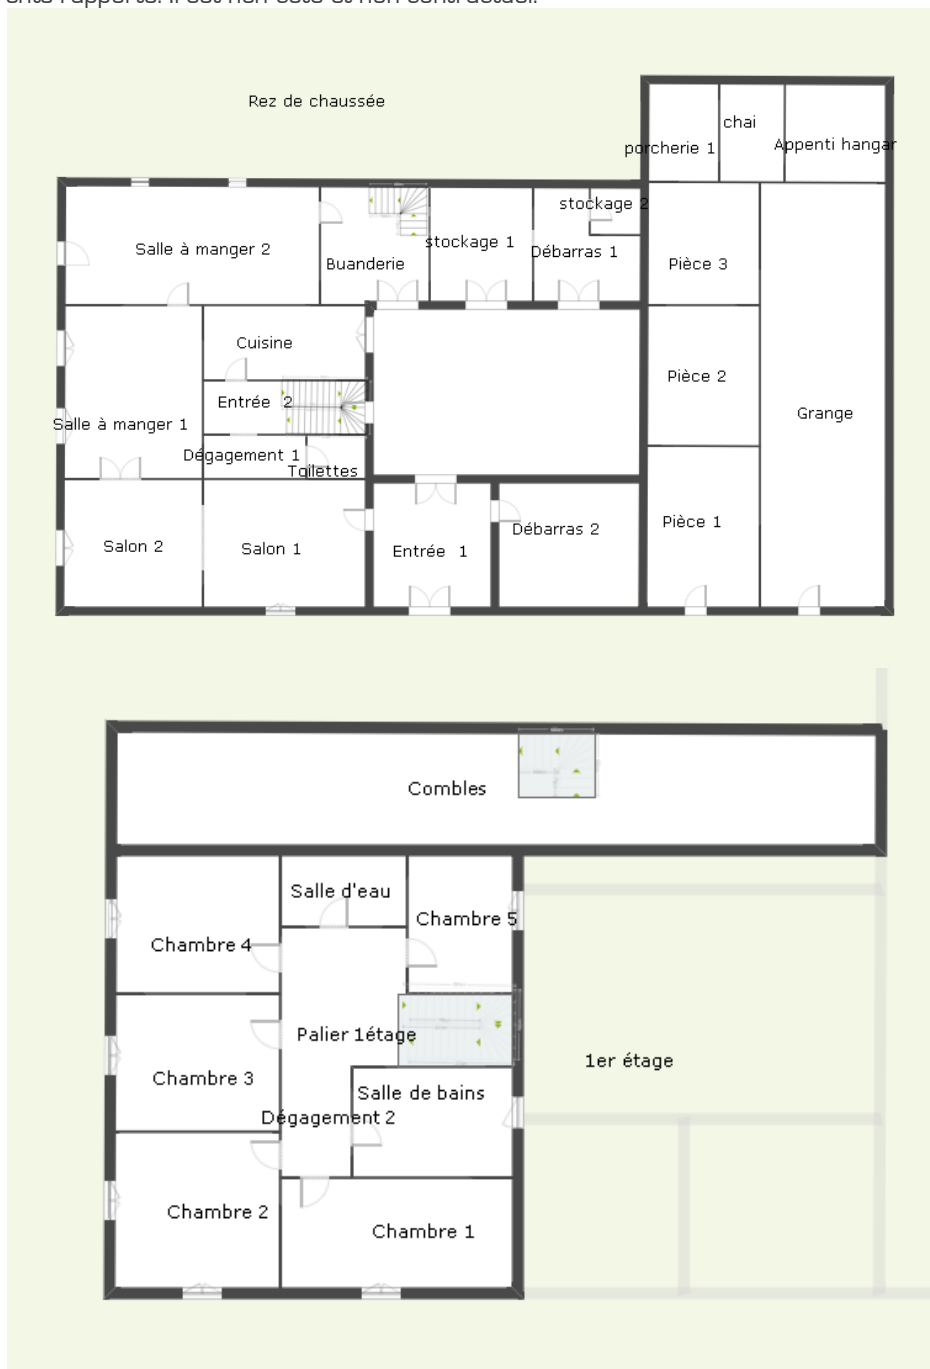 Rez de chaussée
porcherie 1
chai
Appenti hangar
stockage 2
Salle à manger 2
stockage 1
Débarras 1
Buanderie
Pièce 3
Cuisine
Pièce 2
Entrée 2
Grange
Salle à manger 1
Dégagement 1
Toilettes
Pièce 1
Débarras 2
Salon 2
Salon 1
Entrée 1
Combles
Salle d'eau
Chambre 5
Chambre 4
Palier 1étage
1er étage
Chambre 3
Salle de bains
Dégagement 2
Chambre 2
Chambre 1